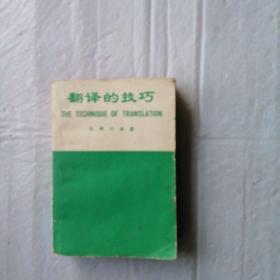 翻译的技巧
THE TECHNIQUE OF TRANSLATION